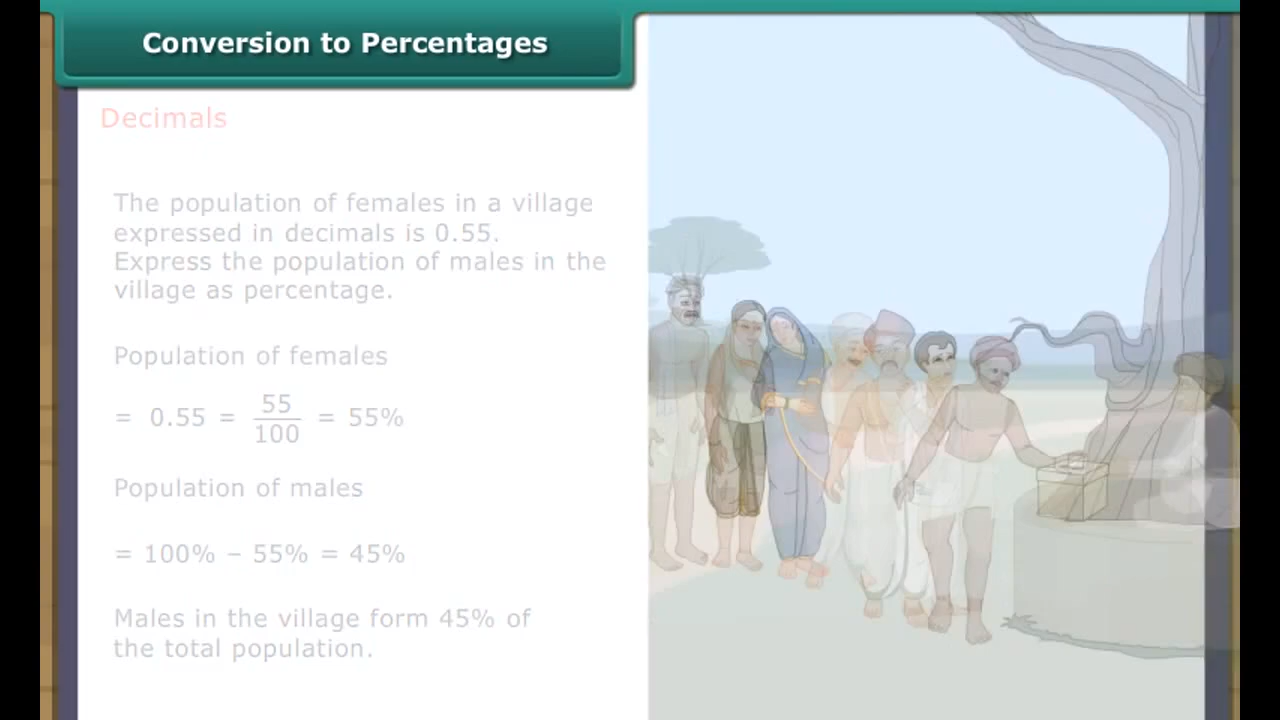 Conversion to Percentages
Decimals
The population of females in a village
expressed in decimals is 0.55.
Express the population of males in the
village as percentage.
Population of females
= 0.55 = 55/100 = 55%
Population of males
= 100% – 55% = 45%
Males in the village form 45% of
the total population.